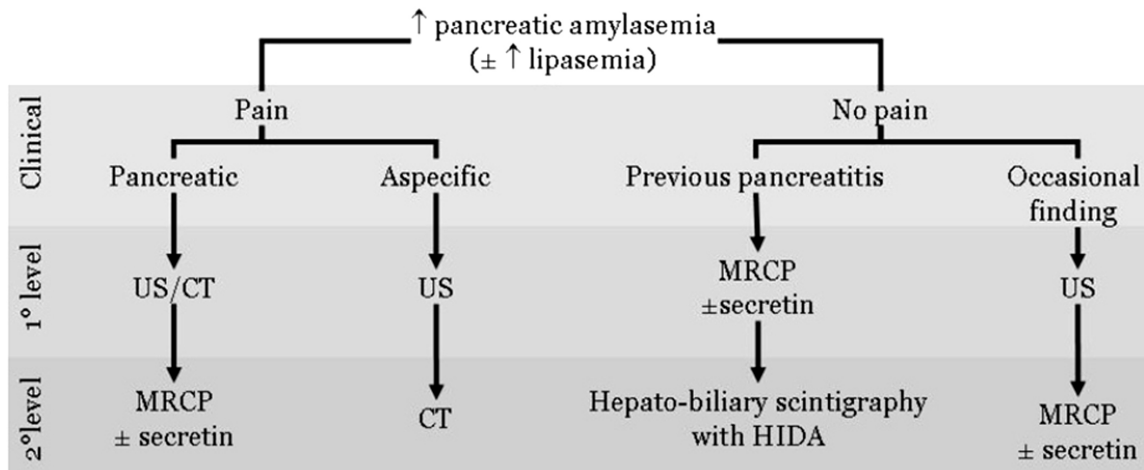 ↑ pancreatic amylasemia
(± ↑ lipasemia)
Clinical
Pain
No pain
Pancreatic
Aspecific
Previous pancreatitis
Occasional
finding
1° level
US/CT
US
MRCP
±secretin
US
2°level
MRCP
± secretin
CT
Hepato-biliary scintigraphy
with HIDA
MRCP
± secretin